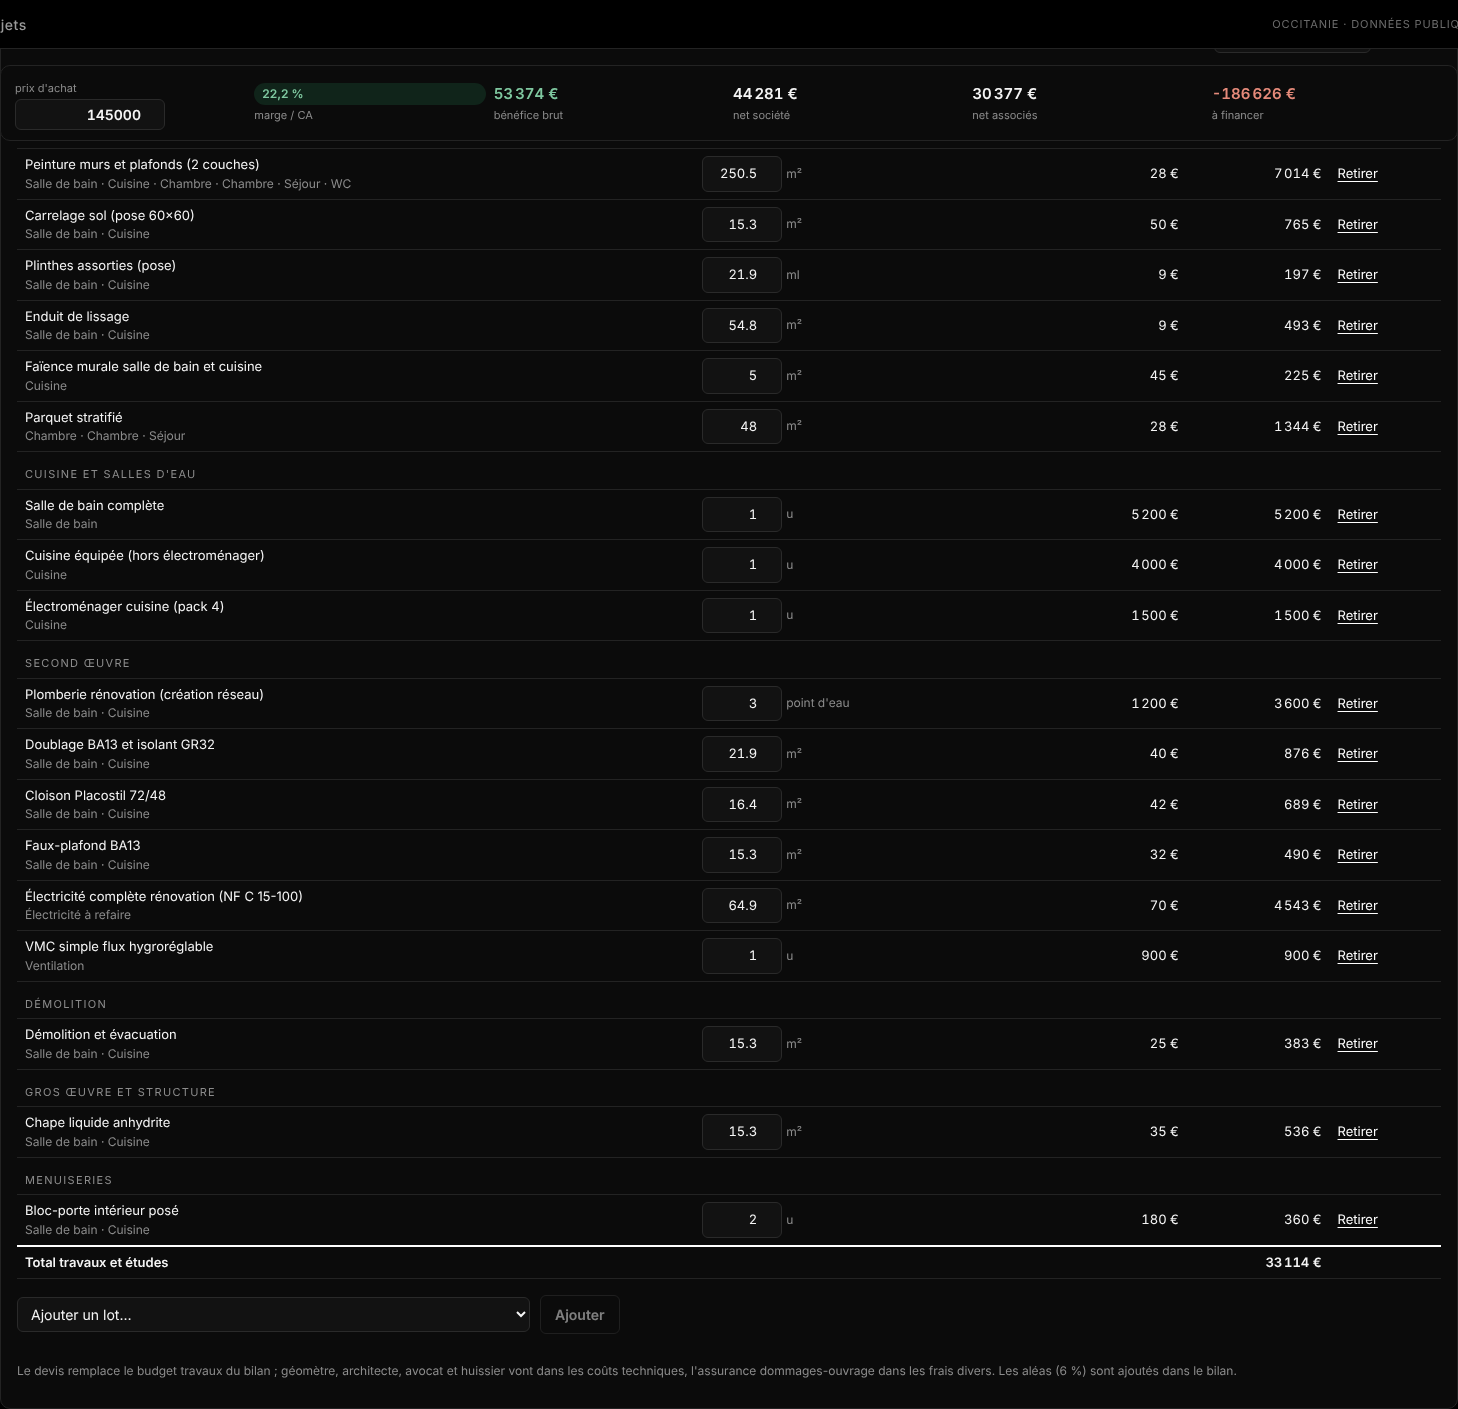 jets
OCCITANIE · DONNÉES PUBLIQ
prix d'achat
145000
22,2 %
marge / CA
53 374 €
bénéfice brut
44 281 €
net société
30 377 €
net associés
-186 626 €
à financer
Peinture murs et plafonds (2 couches)
Salle de bain · Cuisine · Chambre · Chambre · Séjour · WC
250.5 m² 28 € 7 014 € Retirer
Carrelage sol (pose 60×60)
Salle de bain · Cuisine
15.3 m² 50 € 765 € Retirer
Plinthes assorties (pose)
Salle de bain · Cuisine
21.9 ml 9 € 197 € Retirer
Enduit de lissage
Salle de bain · Cuisine
54.8 m² 9 € 493 € Retirer
Faïence murale salle de bain et cuisine
Cuisine
5 m² 45 € 225 € Retirer
Parquet stratifié
Chambre · Chambre · Séjour
48 m² 28 € 1 344 € Retirer
CUISINE ET SALLES D'EAU
Salle de bain complète
Salle de bain
1 u 5 200 € 5 200 € Retirer
Cuisine équipée (hors électroménager)
Cuisine
1 u 4 000 € 4 000 € Retirer
Électroménager cuisine (pack 4)
Cuisine
1 u 1 500 € 1 500 € Retirer
SECOND ŒUVRE
Plomberie rénovation (création réseau)
Salle de bain · Cuisine
3 point d'eau 1 200 € 3 600 € Retirer
Doublage BA13 et isolant GR32
Salle de bain · Cuisine
21.9 m² 40 € 876 € Retirer
Cloison Placostil 72/48
Salle de bain · Cuisine
16.4 m² 42 € 689 € Retirer
Faux-plafond BA13
Salle de bain · Cuisine
15.3 m² 32 € 490 € Retirer
Électricité complète rénovation (NF C 15-100)
Électricité à refaire
64.9 m² 70 € 4 543 € Retirer
VMC simple flux hygroréglable
Ventilation
1 u 900 € 900 € Retirer
DÉMOLITION
Démolition et évacuation
Salle de bain · Cuisine
15.3 m² 25 € 383 € Retirer
GROS ŒUVRE ET STRUCTURE
Chape liquide anhydrite
Salle de bain · Cuisine
15.3 m² 35 € 536 € Retirer
MENUISERIES
Bloc-porte intérieur posé
Salle de bain · Cuisine
2 u 180 € 360 € Retirer
Total travaux et études 33 114 €
Ajouter un lot...
Ajouter
Le devis remplace le budget travaux du bilan ; géomètre, architecte, avocat et huissier vont dans les coûts techniques, l'assurance dommages-ouvrage dans les frais divers. Les aléas (6 %) sont ajoutés dans le bilan.